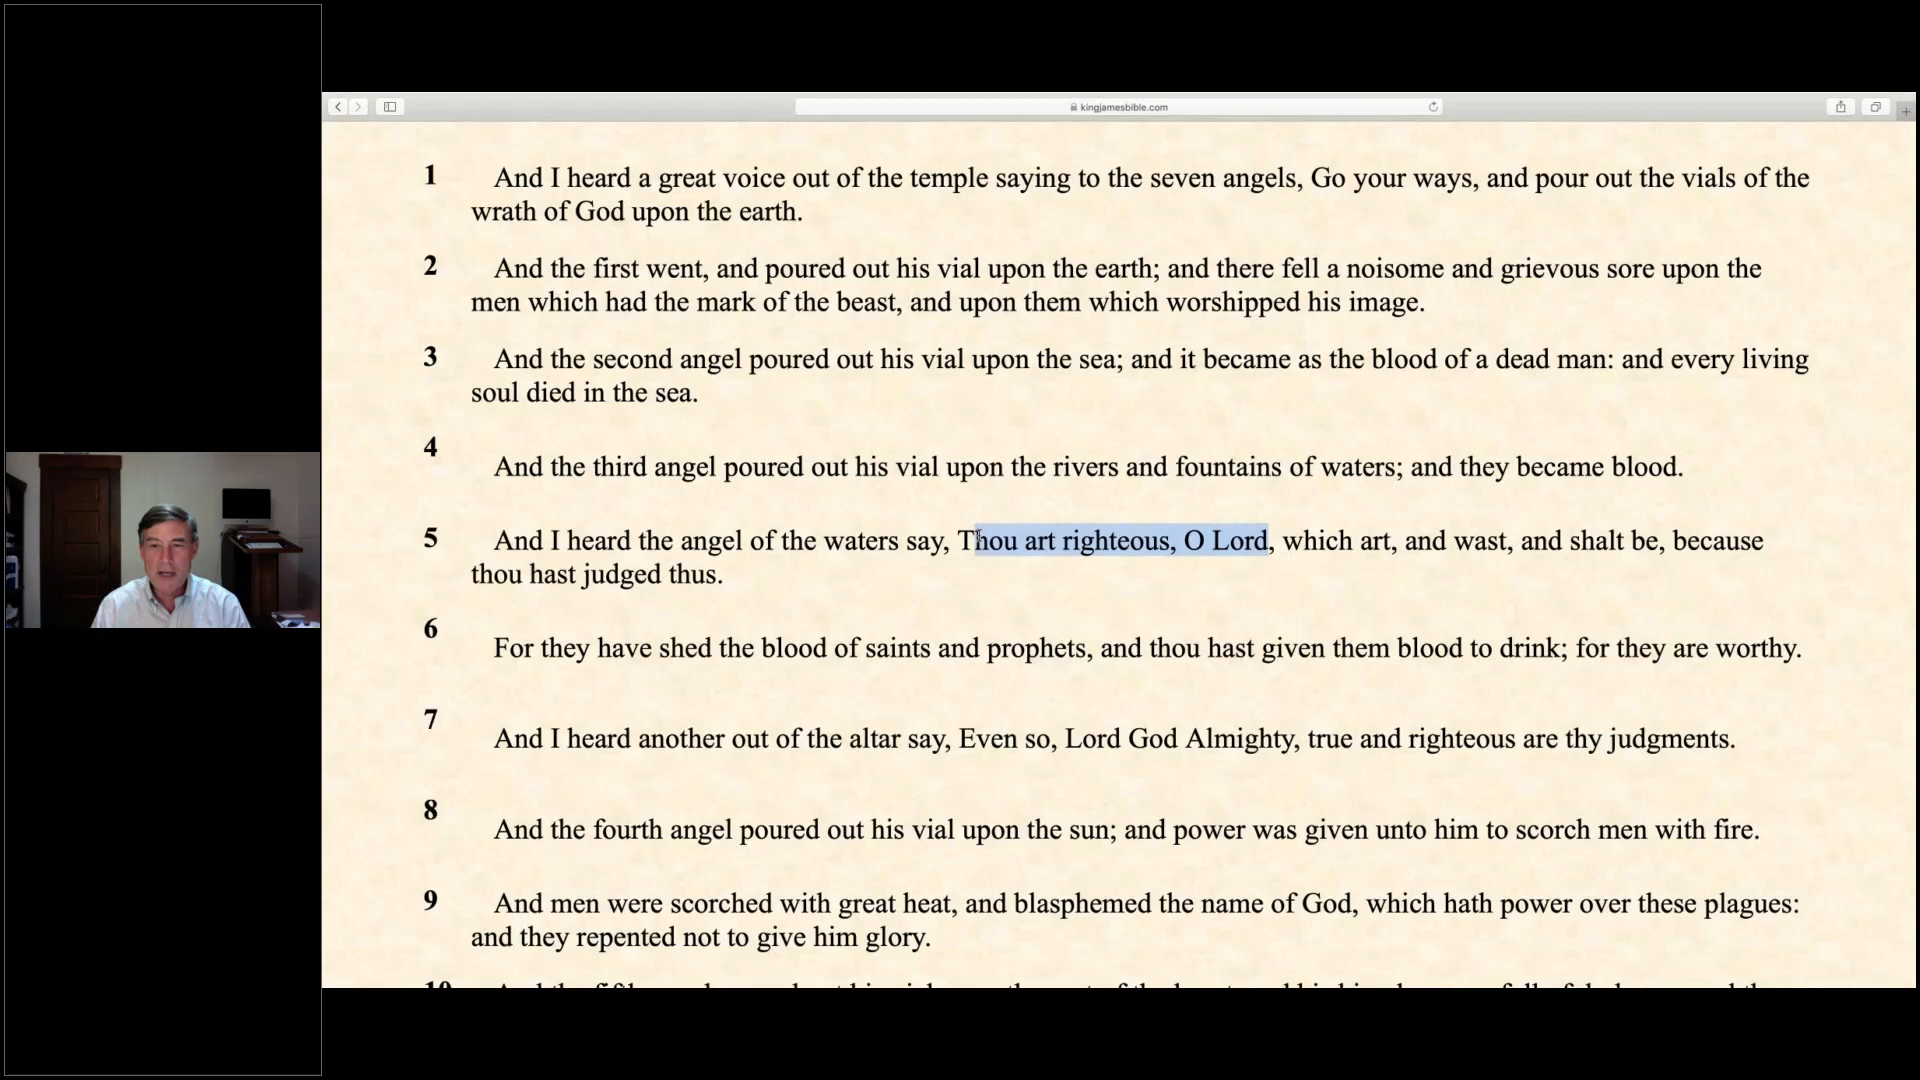 kingjamesbible.com
1 And I heard a great voice out of the temple saying to the seven angels, Go your ways, and pour out the vials of the
wrath of God upon the earth.
2 And the first went, and poured out his vial upon the earth; and there fell a noisome and grievous sore upon the
men which had the mark of the beast, and upon them which worshipped his image.
3 And the second angel poured out his vial upon the sea; and it became as the blood of a dead man: and every living
soul died in the sea.
4 And the third angel poured out his vial upon the rivers and fountains of waters; and they became blood.
5 And I heard the angel of the waters say, Thou art righteous, O Lord, which art, and wast, and shalt be, because
thou hast judged thus.
6 For they have shed the blood of saints and prophets, and thou hast given them blood to drink; for they are worthy.
7 And I heard another out of the altar say, Even so, Lord God Almighty, true and righteous are thy judgments.
8 And the fourth angel poured out his vial upon the sun; and power was given unto him to scorch men with fire.
9 And men were scorched with great heat, and blasphemed the name of God, which hath power over these plagues:
and they repented not to give him glory.
10